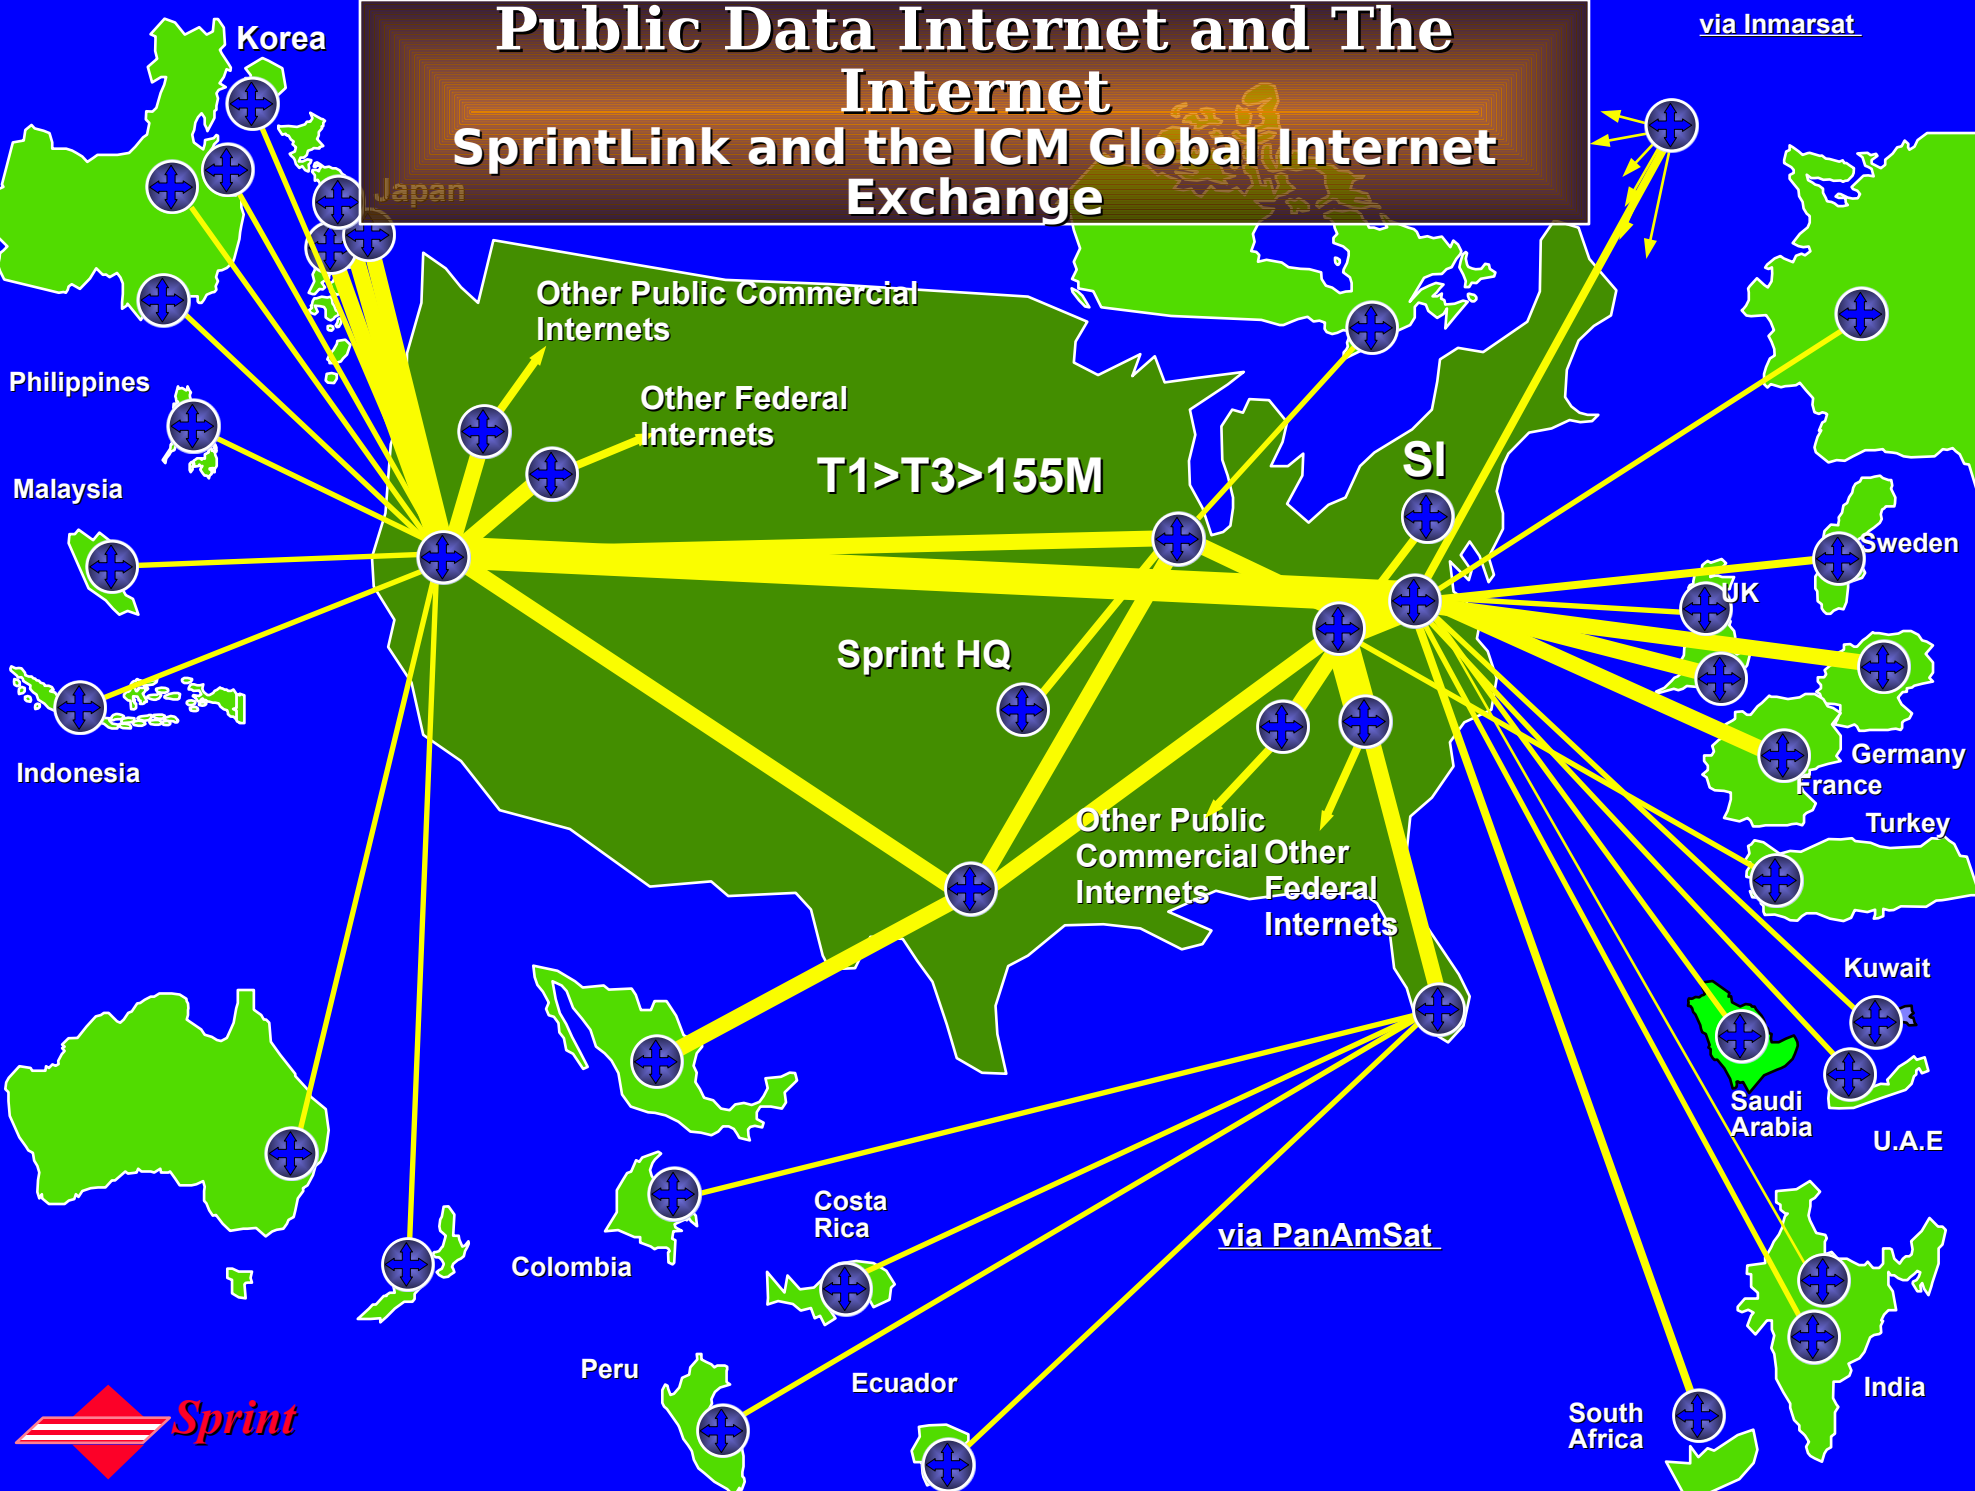 Public Data Internet and The
Internet
SprintLink and the ICM Global Internet
Exchange
via Inmarsat
Korea
Japan
Other Public Commercial
Internets
Philippines
Other Federal
Internets
T1>T3>155M
SI
Malaysia
Sweden
UK
Sprint HQ
Indonesia
Germany
France
Turkey
Other Public
Commercial
Internets
Other
Federal
Internets
Kuwait
Saudi
Arabia
U.A.E
Costa
Rica
via PanAmSat
Colombia
Peru
Ecuador
India
South
Africa
Sprint